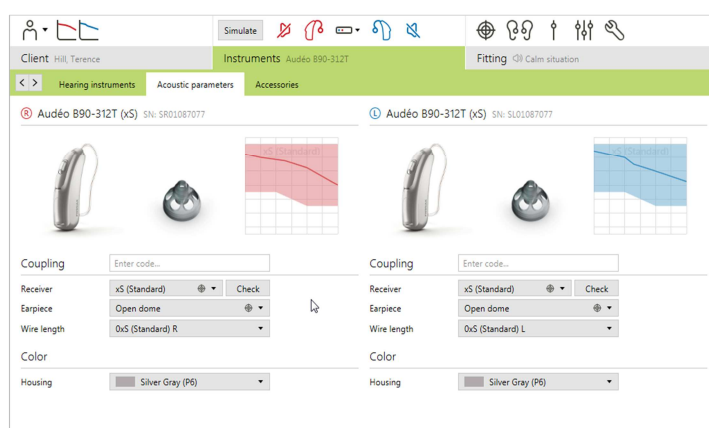 Simulate
Client Hill, Terence
Instruments Audéo B90-312T
Fitting Calm situation
Hearing instruments Acoustic parameters Accessories
R Audéo B90-312T (xS) SN: SR01087077
L Audéo B90-312T (xS) SN: SL01087077
xS (Standard)
xS (Standard)
Coupling Enter code...
Receiver xS (Standard) Check
Earpiece Open dome
Wire length 0xS (Standard) R
Color
Housing Silver Gray (P6)
Coupling Enter code...
Receiver xS (Standard) Check
Earpiece Open dome
Wire length 0xS (Standard) L
Color
Housing Silver Gray (P6)